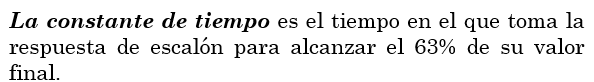 La constante de tiempo es el tiempo en el que toma la
respuesta de escalón para alcanzar el 63% de su valor
final.